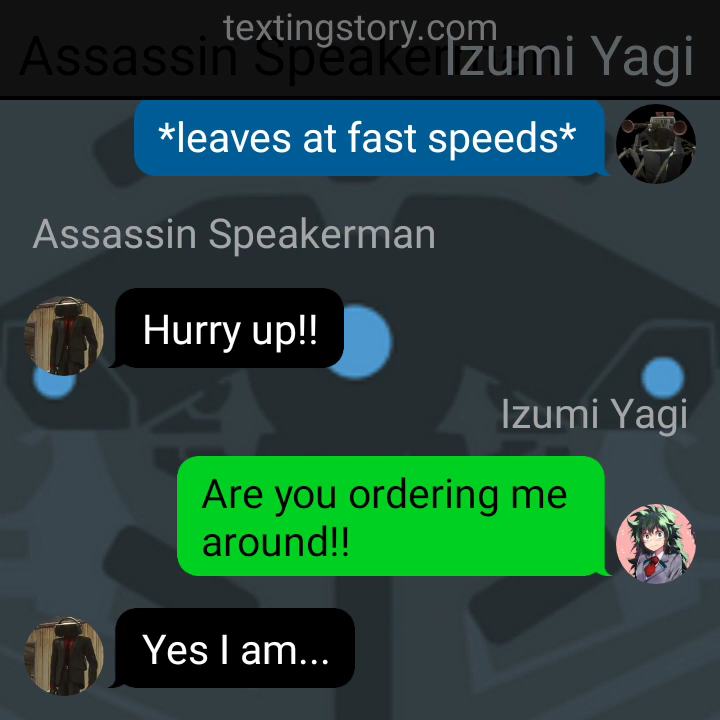 textingstory.com
Assassin Speakerman
Izumi Yagi
*leaves at fast speeds*
Assassin Speakerman
Hurry up!!
Izumi Yagi
Are you ordering me
around!!
Yes I am...